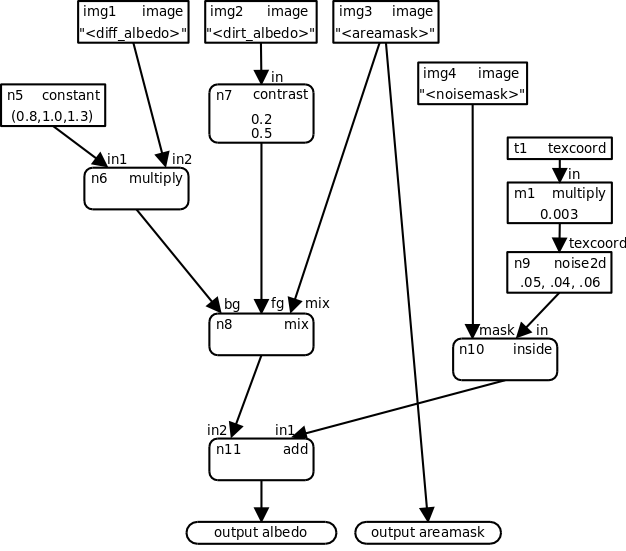 img1 image
"<diff_albedo>"
img2 image
"<dirt_albedo>"
img3 image
"<areamask>"
img4 image
"<noisemask>"
n5 constant
(0.8,1.0,1.3)
in
n7 contrast
0.2
0.5
t1 texcoord
in
in1
in2
n6 multiply
m1 multiply
0.003
texcoord
n9 noise2d
.05, .04, .06
bg
fg
mix
n8 mix
mask
in
n10 inside
in2
in1
n11 add
output albedo
output areamask